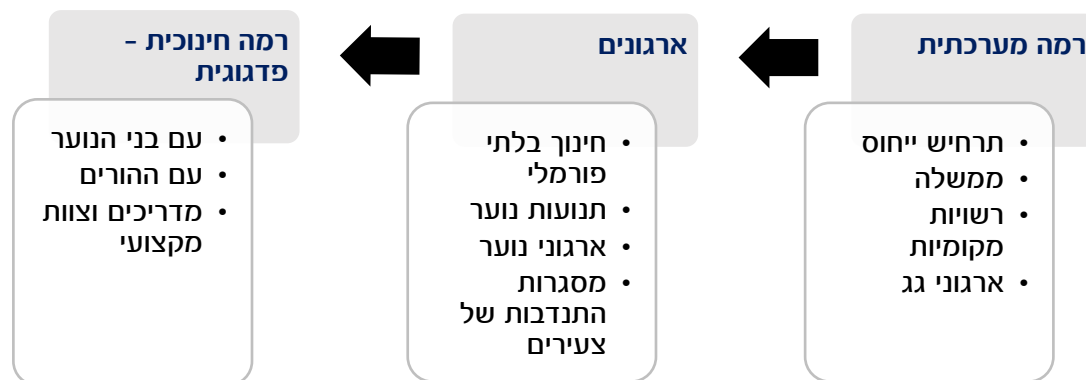 רמה מערכתית
• תרחיש ייחוס
• ממשלה
• רשויות
מקומיות
• ארגוני גג
ארגונים
• חינוך בלתי
פורמלי
• תנועות נוער
• ארגוני נוער
• מסגרות
התנדבות של
צעירים
רמה חינוכית –
פדגוגית
• עם בני הנוער
• עם ההורים
• מדריכים וצוות
מקצועי